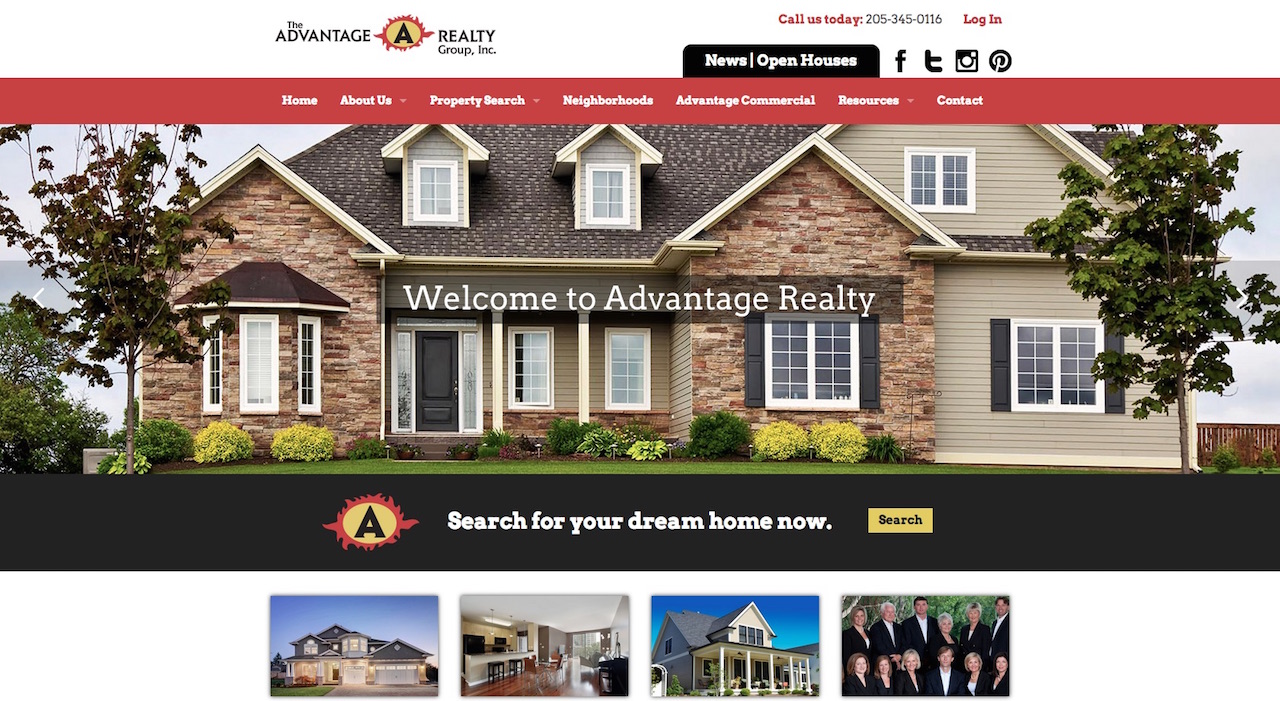 The
ADVANTAGE A REALTY
Group, Inc.
Call us today: 205-345-0116 Log In
News | Open Houses
Home About Us Property Search Neighborhoods Advantage Commercial Resources Contact
Welcome to Advantage Realty
A Search for your dream home now. Search